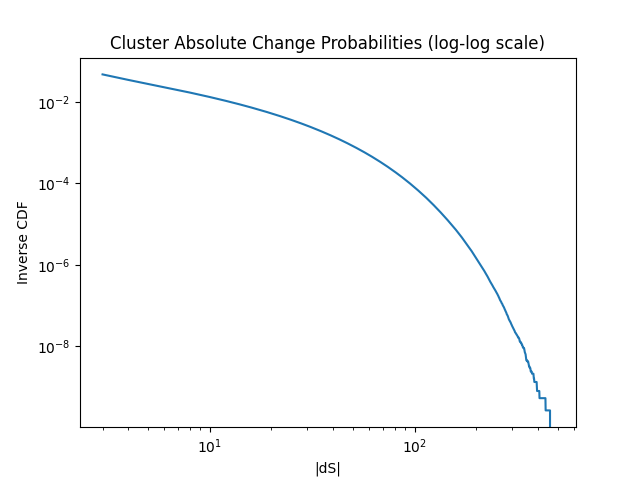 Cluster Absolute Change Probabilities (log-log scale)
10⁻²
10⁻⁴
10⁻⁶
10⁻⁸
Inverse CDF
10¹
10²
|dS|